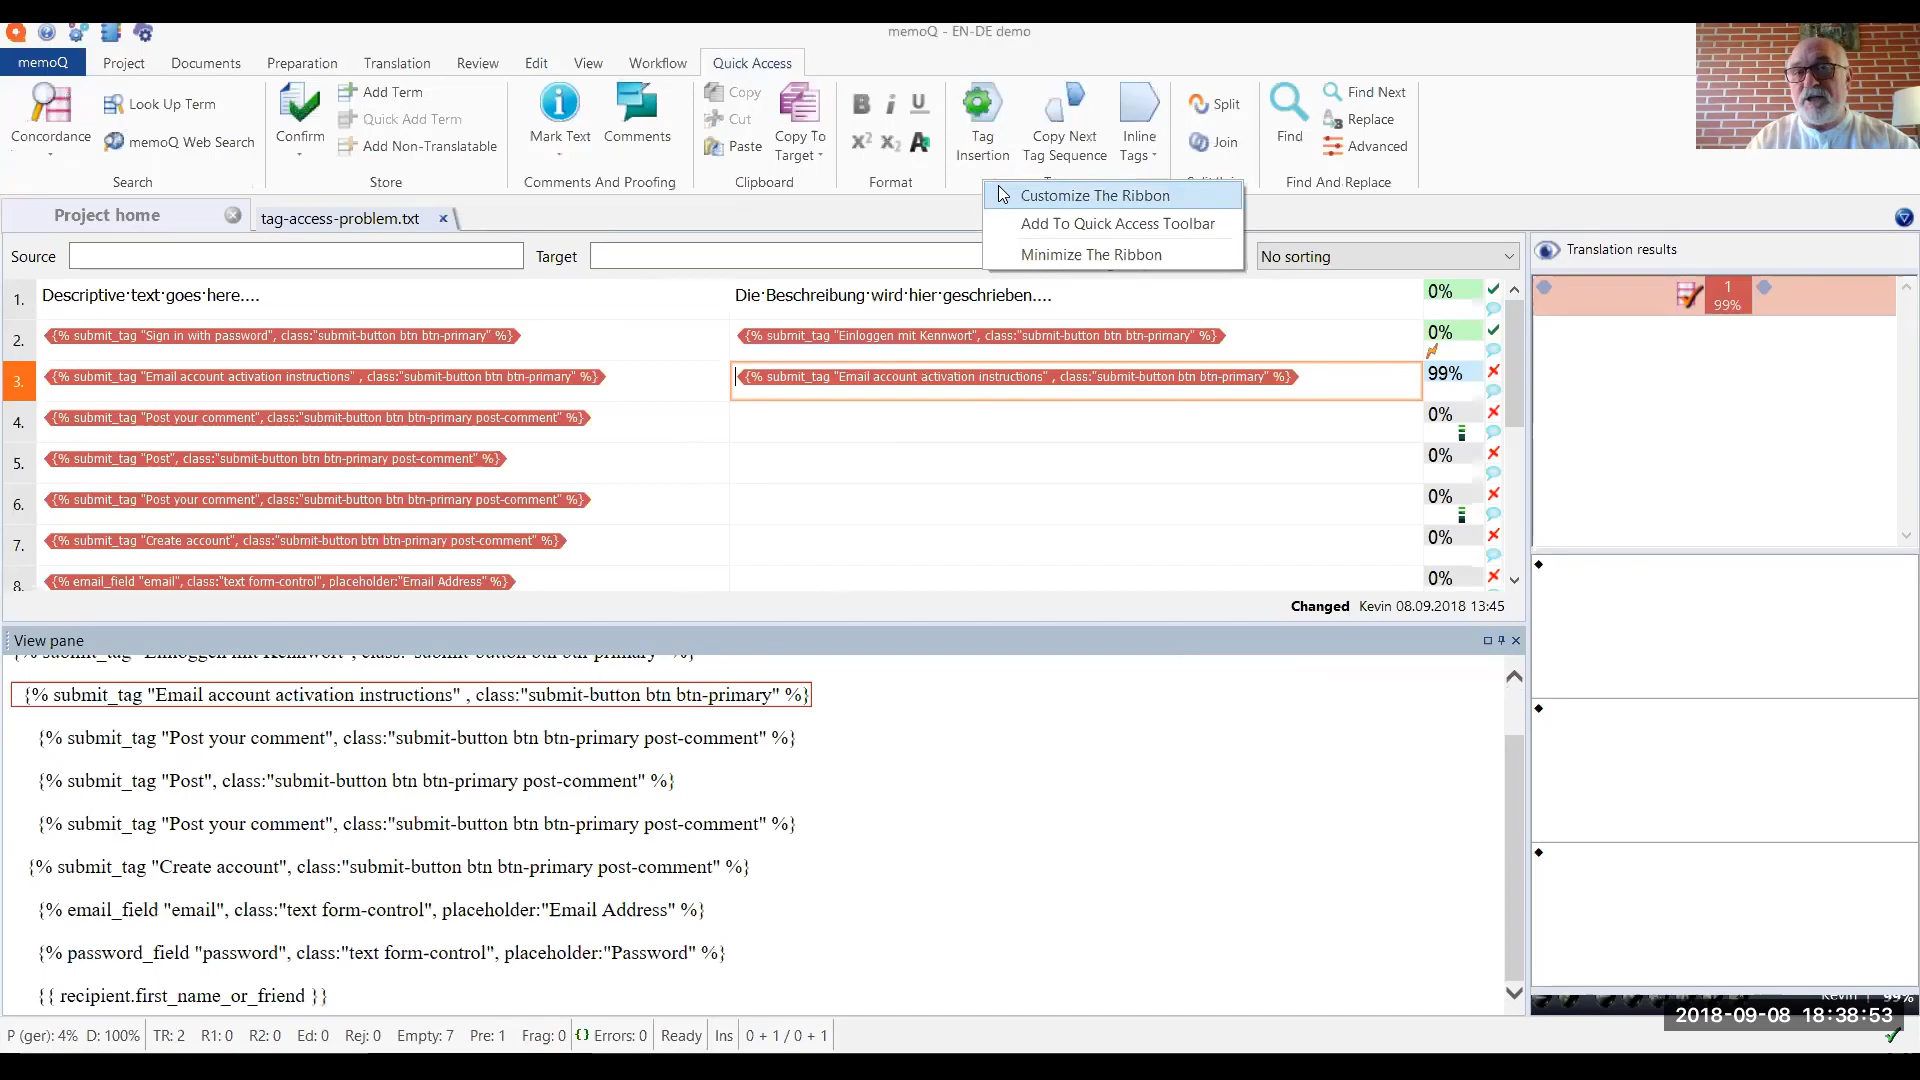 memoQ - EN-DE demo
memoQ Project Documents Preparation Translation Review Edit View Workflow Quick Access
Concordance
Look Up Term
memoQ Web Search
Search
Confirm
Add Term
Quick Add Term
Add Non-Translatable
Store
Mark Text
Comments
Comments And Proofing
Copy
Cut
Paste
Copy To Target
Clipboard
B i U
X² X₂ A
Format
Tag Insertion
Copy Next Tag Sequence
Inline Tags
Split
Join
Find
Find Next
Replace
Advanced
Find And Replace
Customize The Ribbon
Add To Quick Access Toolbar
Minimize The Ribbon
Project home
tag-access-problem.txt
Source
Target
No sorting
1. Descriptive·text·goes·here.... Die·Beschreibung·wird·hier·geschrieben.... 0%
2. {% submit_tag "Sign in with password", class:"submit-button btn btn-primary" %} {% submit_tag "Einloggen mit Kennwort", class:"submit-button btn btn-primary" %} 0%
3. {% submit_tag "Email account activation instructions" , class:"submit-button btn btn-primary" %} {% submit_tag "Email account activation instructions" , class:"submit-button btn btn-primary" %} 99%
4. {% submit_tag "Post your comment", class:"submit-button btn btn-primary post-comment" %} 0%
5. {% submit_tag "Post", class:"submit-button btn btn-primary post-comment" %} 0%
6. {% submit_tag "Post your comment", class:"submit-button btn btn-primary post-comment" %} 0%
7. {% submit_tag "Create account", class:"submit-button btn btn-primary post-comment" %} 0%
8. {% email_field "email", class:"text form-control", placeholder:"Email Address" %} 0%
Changed Kevin 08.09.2018 13:45
Translation results
1
99%
View pane
{% submit_tag "Einloggen mit Kennwort", class:"submit-button btn btn-primary" %}
{% submit_tag "Email account activation instructions" , class:"submit-button btn btn-primary" %}
{% submit_tag "Post your comment", class:"submit-button btn btn-primary post-comment" %}
{% submit_tag "Post", class:"submit-button btn btn-primary post-comment" %}
{% submit_tag "Post your comment", class:"submit-button btn btn-primary post-comment" %}
{% submit_tag "Create account", class:"submit-button btn btn-primary post-comment" %}
{% email_field "email", class:"text form-control", placeholder:"Email Address" %}
{% password_field "password", class:"text form-control", placeholder:"Password" %}
{{ recipient.first_name_or_friend }}
Kevin 99%
2018-09-08 18:38:53
P (ger): 4% D: 100% TR: 2 R1: 0 R2: 0 Ed: 0 Rej: 0 Empty: 7 Pre: 1 Frag: 0 Errors: 0 Ready Ins 0 + 1 / 0 + 1